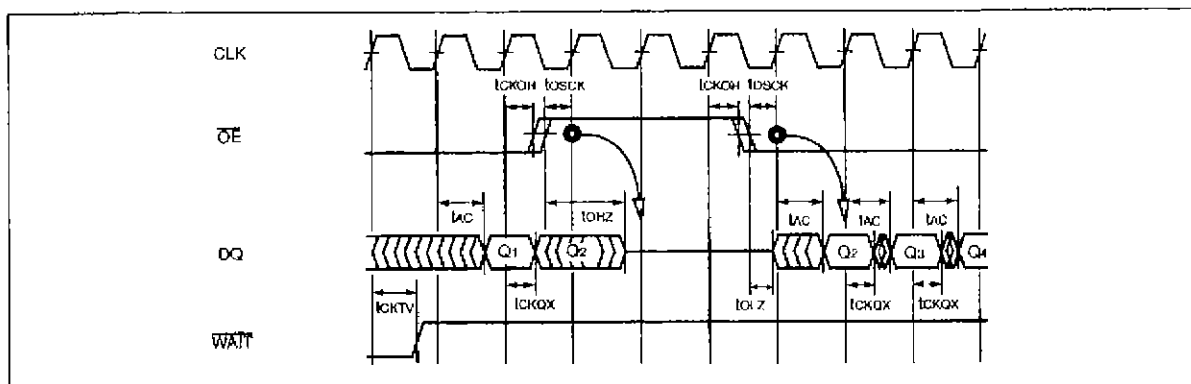 CLK
tCKOH tOSCK tCKOH tOSCK
OE
tAC tOHZ tAC tAC tAC
DQ Q1 Q2 Q2 Q3 Q4
tCKTV tCKQX tOLZ tCKQX tCKQX
WAIT